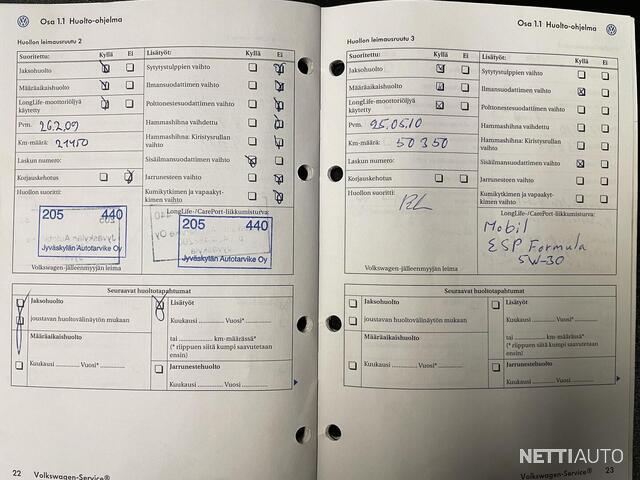 Osa 1.1 Huolto-ohjelma
Huollon leimausruutu 2
Suoritettu: Kyllä Ei
Jaksohuolto
Määräaikaishuolto
LongLife-moottoriöljyä
käytetty
Pvm. 26.2.09
Km-määrä: 21450
Laskun numero:
Korjauskehotus
Huollon suoritti:
205 440
Jyväskylän Autotarvike Oy
Volkswagen-jälleenmyyjän leima
Lisätyöt: Kyllä Ei
Sytytystulppien vaihto
Ilmansuodattimen vaihto
Polttonestesuodattimen vaihto
Hammashihna vaihdettu
Hammashihna: Kiristysrullan
vaihto
Sisäilmansuodattimen vaihto
Jarrunesteen vaihto
Kumikytkimen ja vapaakyt-
kimen vaihto
LongLife-/CarePort-liikkumisturva:
205 440
Jyväskylän Autotarvike Oy
Seuraavat huoltotapahtumat
Jaksohuolto
joustavan huoltovälinäytön mukaan
Määräaikaishuolto
Kuukausi Vuosi*
Lisätyöt
Kuukausi Vuosi*
tai km-määrässä*
(* riippuen siitä kumpi saavutetaan
ensin)
Jarrunestehuolto
Kuukausi Vuosi
22 Volkswagen-Service®
Osa 1.1 Huolto-ohjelma
Huollon leimausruutu 3
Suoritettu: Kyllä Ei
Jaksohuolto
Määräaikaishuolto
LongLife-moottoriöljyä
käytetty
Pvm. 25.05.10
Km-määrä: 50350
Laskun numero:
Korjauskehotus
Huollon suoritti:
Volkswagen-jälleenmyyjän leima
Lisätyöt: Kyllä Ei
Sytytystulppien vaihto
Ilmansuodattimen vaihto
Polttonestesuodattimen vaihto
Hammashihna vaihdettu
Hammashihna: Kiristysrullan
vaihto
Sisäilmansuodattimen vaihto
Jarrunesteen vaihto
Kumikytkimen ja vapaakyt-
kimen vaihto
LongLife-/CarePort-liikkumisturva:
Mobil
ESP Formula
5W-30
Seuraavat huoltotapahtumat
Jaksohuolto
joustavan huoltovälinäytön mukaan
Määräaikaishuolto
Kuukausi Vuosi*
Lisätyöt
Kuukausi Vuosi*
tai km-määrässä*
(* riippuen siitä kumpi saavutetaan
ensin)
Jarrunestehuolto
Kuukausi Vuosi
Volkswagen-Service® 23
NETTIAUTO